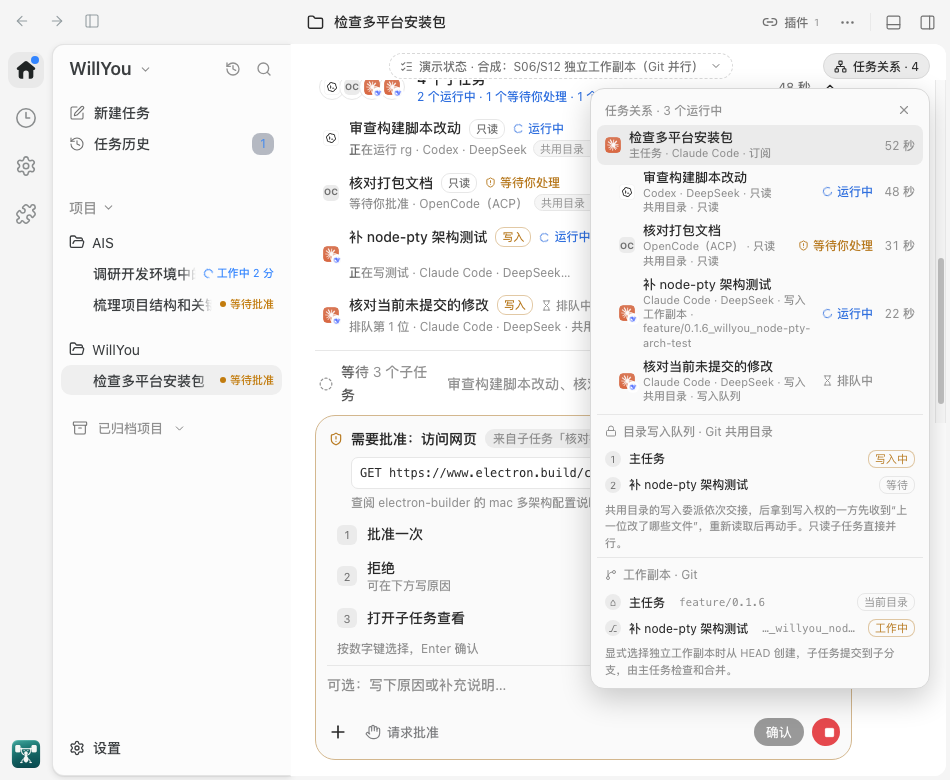 检查多平台安装包
插件 1
WillYou
新建任务
任务历史
1
项目
AIS
调研开发环境中
工作中 2 分
梳理项目结构和关
等待批准
WillYou
检查多平台安装包
等待批准
已归档项目
设置
演示状态 · 合成：S06/S12 独立工作副本（Git 并行）
任务关系 · 4
OC
4 个子任务
48 秒
2 个运行中 · 1 个等待你处理 · 1
审查构建脚本改动 只读 运行中
正在运行 rg · Codex · DeepSeek 共用目录
OC
核对打包文档 只读 等待你处理
等待你批准 · OpenCode（ACP） 共用目录
补 node-pty 架构测试 写入 运行中
正在写测试 · Claude Code · DeepSeek…
核对当前未提交的修改 写入 排队中
排队第 1 位 · Claude Code · DeepSeek · 共用
等待 3 个子任务
审查构建脚本改动、核
需要批准：访问网页 来自子任务「核对
GET https://www.electron.build/c
查阅 electron-builder 的 mac 多架构配置说
1 批准一次
2 拒绝
可在下方写原因
3 打开子任务查看
按数字键选择，Enter 确认
可选：写下原因或补充说明…
请求批准
确认
任务关系 · 3 个运行中
检查多平台安装包
主任务 · Claude Code · 订阅
52 秒
审查构建脚本改动
Codex · DeepSeek · 只读
共用目录 · 只读
运行中 48 秒
OC
核对打包文档
OpenCode（ACP） · 只读
共用目录 · 只读
等待你处理 31 秒
补 node-pty 架构测试
Claude Code · DeepSeek · 写入
工作副本 ·
feature/0.1.6_willyou_node-pty-
arch-test
运行中 22 秒
核对当前未提交的修改
Claude Code · DeepSeek · 写入
共用目录 · 写入队列
排队中
目录写入队列 · Git 共用目录
1 主任务 写入中
2 补 node-pty 架构测试 等待
共用目录的写入委派依次交接，后拿到写入权的一方先收到“上
一位改了哪些文件”，重新读取后再动手。只读子任务直接并
行。
工作副本 · Git
主任务 feature/0.1.6 当前目录
补 node-pty 架构测试 …_willyou_nod… 工作中
显式选择独立工作副本时从 HEAD 创建，子任务提交到子分
支，由主任务检查和合并。